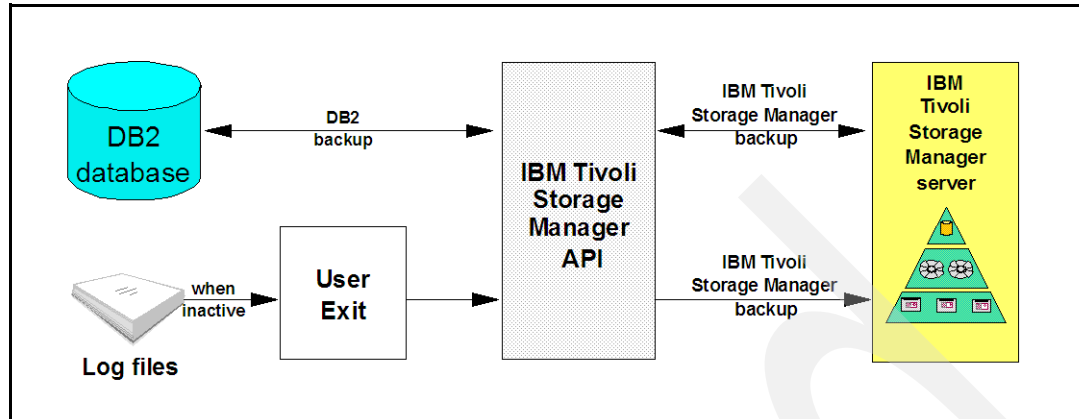 DB2
database
DB2
backup
IBM Tivoli
Storage
Manager
API
IBM Tivoli
Storage Manager
backup
IBM
Tivoli
Storage
Manager
server
Log files
when
inactive
User
Exit
IBM Tivoli
Storage Manager
backup